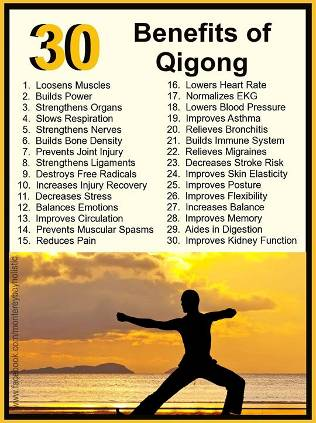 30
Benefits of
Qigong
1. Loosens Muscles
2. Builds Power
3. Strengthens Organs
4. Slows Respiration
5. Strengthens Nerves
6. Builds Bone Density
7. Prevents Joint Injury
8. Strengthens Ligaments
9. Destroys Free Radicals
10. Increases Injury Recovery
11. Decreases Stress
12. Balances Emotions
13. Improves Circulation
14. Prevents Muscular Spasms
15. Reduces Pain
16. Lowers Heart Rate
17. Normalizes EKG
18. Lowers Blood Pressure
19. Improves Asthma
20. Relieves Bronchitis
21. Builds Immune System
22. Relieves Migraines
23. Decreases Stroke Risk
24. Improves Skin Elasticity
25. Improves Posture
26. Improves Flexibility
27. Increases Balance
28. Improves Memory
29. Aides in Digestion
30. Improves Kidney Function